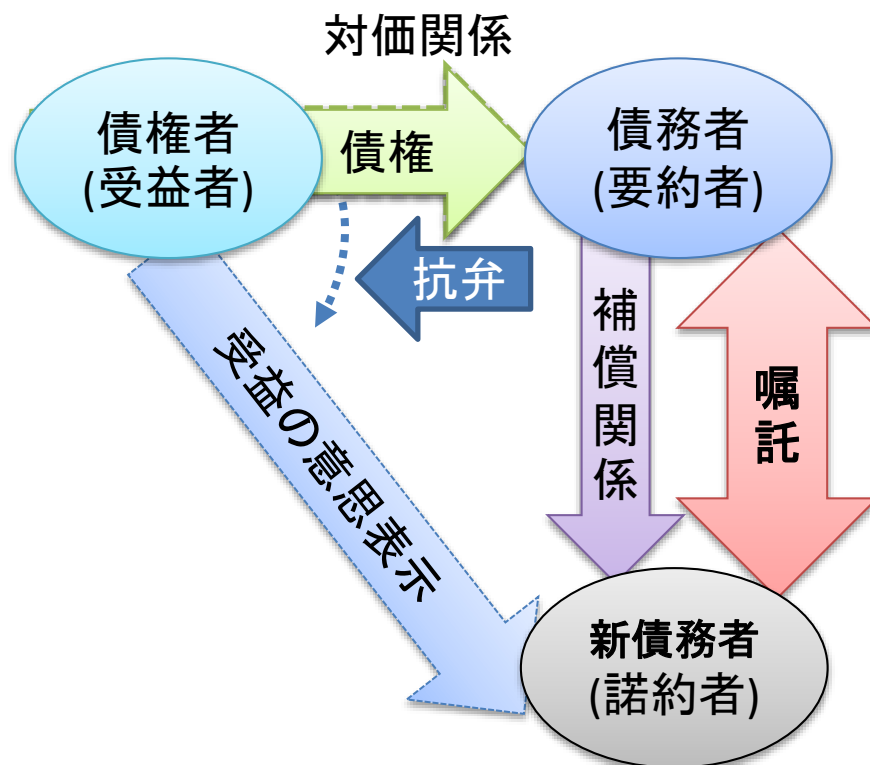 対価関係
債権者
(受益者)
債権
債務者
(要約者)
抗弁
補償関係
嘱託
受益の意思表示
新債務者
(諾約者)